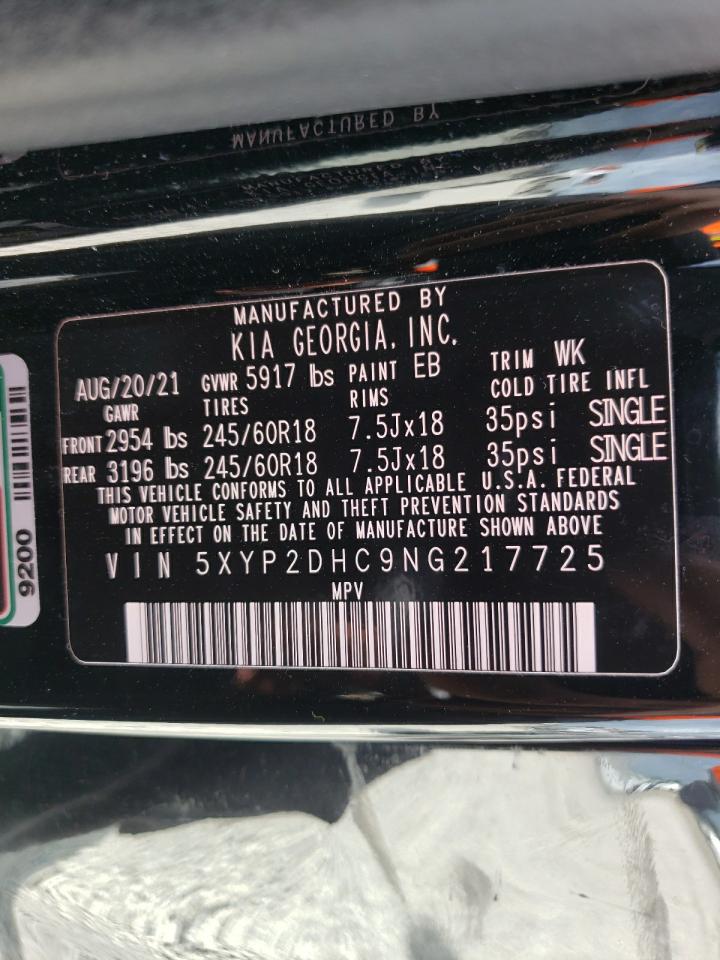 MANUFACTURED BY
MANUFACTURED BY
KIA GEORGIA, INC.
AUG/20/21 GVWR 5917 lbs PAINT EB TRIM WK
GAWR TIRES RIMS COLD TIRE INFL
FRONT 2954 lbs 245/60R18 7.5Jx18 35psi SINGLE
REAR 3196 lbs 245/60R18 7.5Jx18 35psi SINGLE
THIS VEHICLE CONFORMS TO ALL APPLICABLE U.S.A. FEDERAL
MOTOR VEHICLE SAFETY AND THEFT PREVENTION STANDARDS
IN EFFECT ON THE DATE OF MANUFACTURE SHOWN ABOVE
VIN 5XYP2DHC9NG217725
MPV
9200